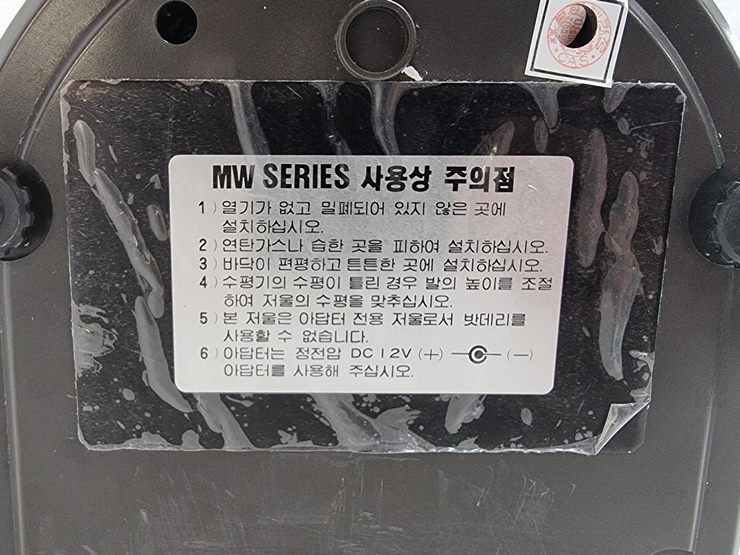 MW SERIES 사용상 주의점
1) 열기가 없고 밀폐되어 있지 않은 곳에
설치하십시오.
2) 연탄가스나 습한 곳을 피하여 설치하십시오.
3) 바닥이 편평하고 튼튼한 곳에 설치하십시오.
4) 수평기의 수평이 틀린 경우 발의 높이를 조절
하여 저울의 수평을 맞추십시오.
5) 본 저울은 아답터 전용 저울로서 밧데리를
사용할 수 없습니다.
6) 아답터는 정전압 DC 12V (+) (-)
아답터를 사용해 주십시오.
CAS